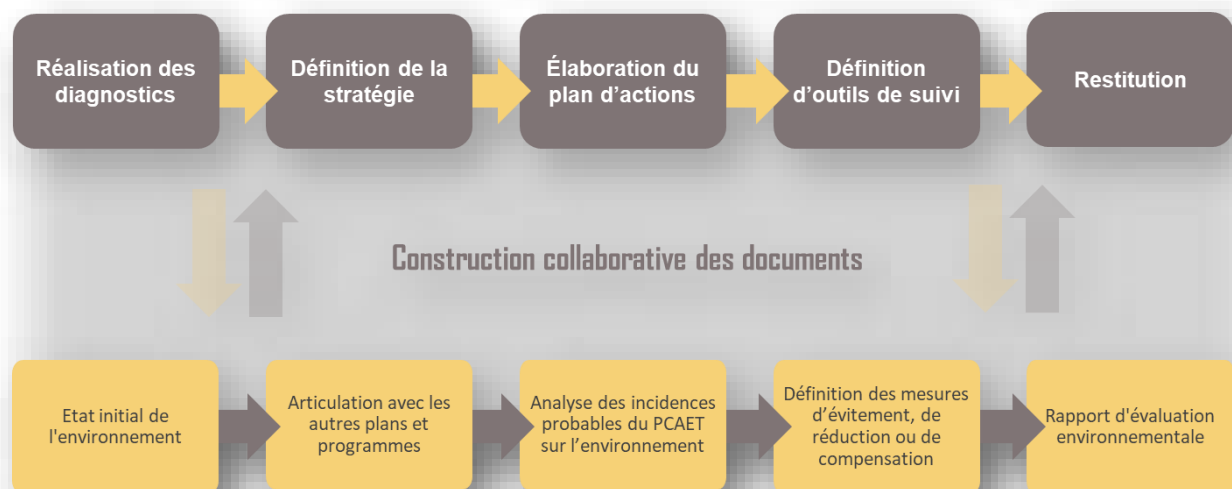 Réalisation des
diagnostics
Définition de la
stratégie
Élaboration du
plan d’actions
Définition
d’outils de suivi
Restitution
Construction collaborative des documents
Etat initial de
l'environnement
Articulation avec les
autres plans et
programmes
Analyse des incidences
probables du PCAET
sur l’environnement
Définition des mesures
d’évitement, de
réduction ou de
compensation
Rapport d'évaluation
environnementale